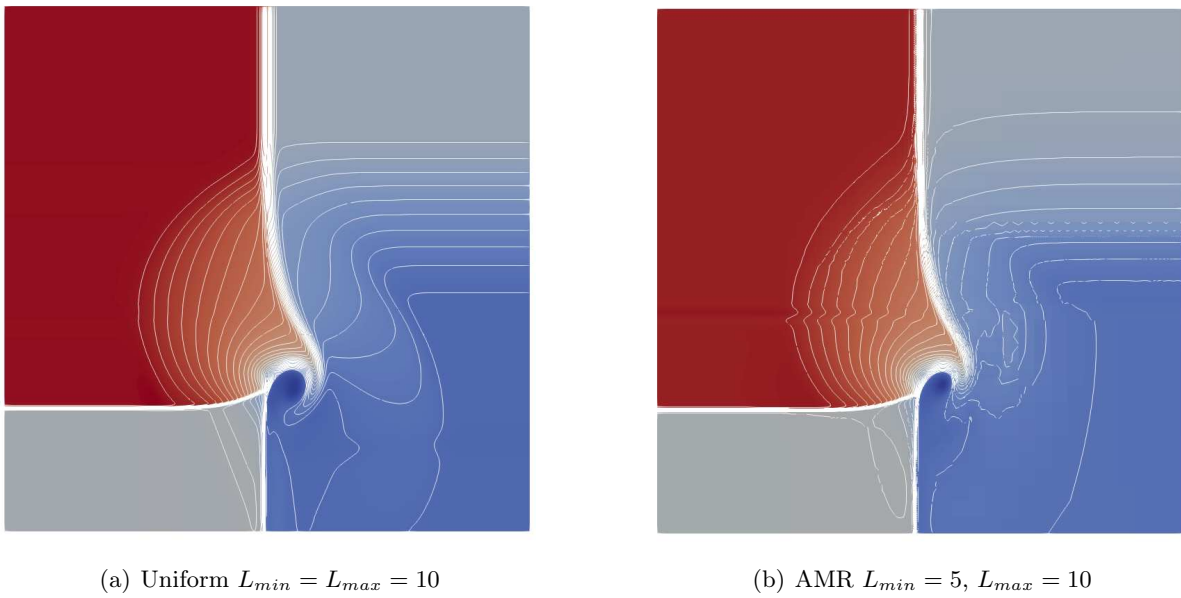 (a) Uniform $L_{min} = L_{max} = 10$
(b) AMR $L_{min} = 5, L_{max} = 10$